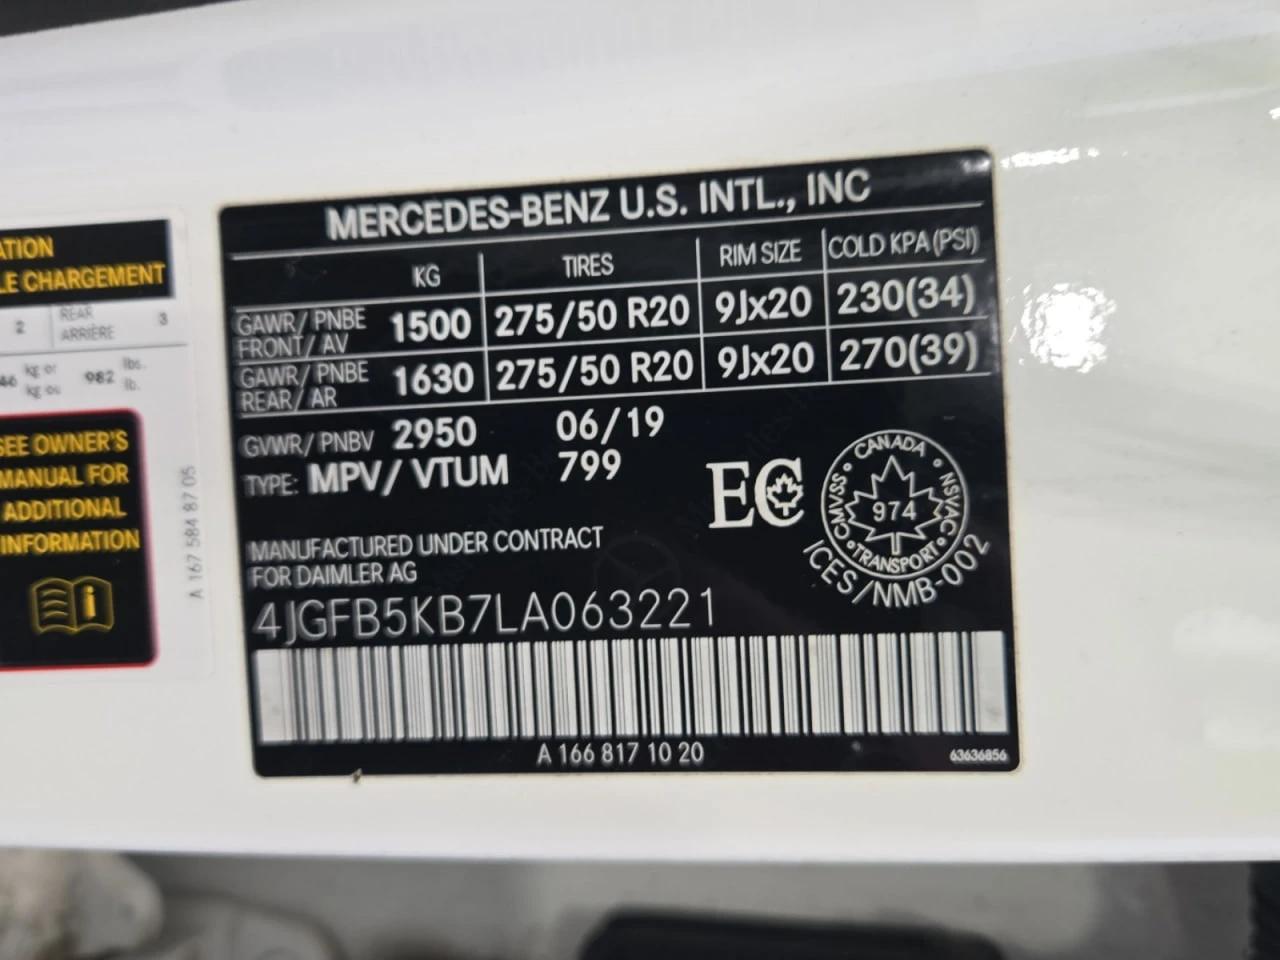 ATION
LE CHARGEMENT
2 REAR ARRIÈRE 3
46 kg or kg ou 982 lbs. lb.
SEE OWNER'S
MANUAL FOR
ADDITIONAL
INFORMATION
i
A 167 584 87 05
MERCEDES-BENZ U.S. INTL., INC
KG TIRES RIM SIZE COLD KPA (PSI)
GAWR/ PNBE FRONT/ AV 1500 275/50 R20 9Jx20 230(34)
GAWR/ PNBE REAR/ AR 1630 275/50 R20 9Jx20 270(39)
GVWR/ PNBV 2950 06/19
TYPE: MPV/ VTUM 799
EC
CANADA
CMVSS NSVAC
974
TRANSPORT
ICES/NMB-002
MANUFACTURED UNDER CONTRACT
FOR DAIMLER AG
4JGFB5KB7LA063221
A 166 817 10 20
63636856